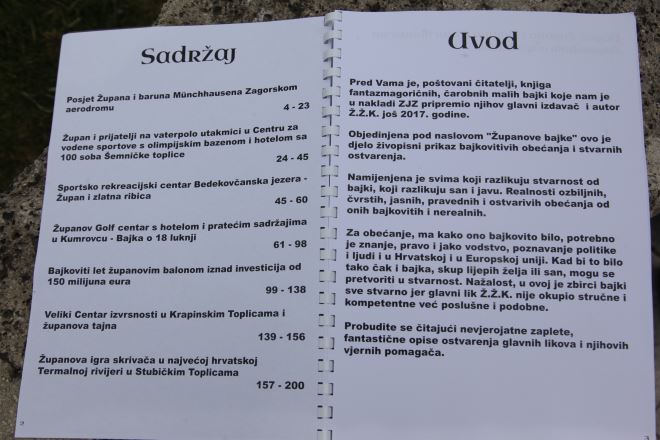 Sadržaj
Posjet Župana i baruna Münchhausena Zagorskom
aerodromu
4 - 23
Župan i prijatelji na vaterpolo utakmici u Centru za
vodene sportove s olimpijskim bazenom i hotelom sa
100 soba Šemničke toplice
24 - 45
Sportsko rekreacijski centar Bedekovčanska jezera -
Župan i zlatna ribica
45 - 60
Županov Golf centar s hotelom i pratećim sadržajima
u Kumrovcu - Bajka o 18 luknji
61 - 98
Bajkoviti let županovim balonom iznad investicija od
150 milijuna eura
99 - 138
Veliki Centar izvrsnosti u Krapinskim Toplicama i
županova tajna
139 - 156
Županova igra skrivača u najvećoj hrvatskoj
Termalnoj rivijeri u Stubičkim Toplicama
157 - 200
2
Uvod
Pred Vama je, poštovani čitatelji, knjiga
fantazmagoričnih, čarobnih malih bajki koje nam je
u nakladi ZJZ pripremio njihov glavni izdavač i autor
Ž.Ž.K. još 2017. godine.
Objedinjena pod naslovom "Županove bajke" ovo je
djelo živopisni prikaz bajkovitivih obećanja i stvarnih
ostvarenja.
Namijenjena je svima koji razlikuju stvarnost od
bajki, koji razlikuju san i javu. Realnosti ozbiljnih,
čvrstih, jasnih, pravednih i ostvarivih obećanja od
onih bajkovitih i nerealnih.
Za obećanje, ma kako ono bajkovito bilo, potrebno
je znanje, pravo i jako vodstvo, poznavanje politike
i ljudi i u Hrvatskoj i u Europskoj uniji. Kad bi to bilo
tako čak i bajka, skup lijepih želja ili san, mogu se
pretvoriti u stvarnost. Nažalost, u ovoj je zbirci bajki
sve stvarno jer glavni lik Ž.Ž.K. nije okupio stručne i
kompetentne već poslušne i podobne.
Probudite se čitajući nevjerojatne zaplete,
fantastične opise ostvarenja glavnih likova i njihovih
vjernih pomagača.
3